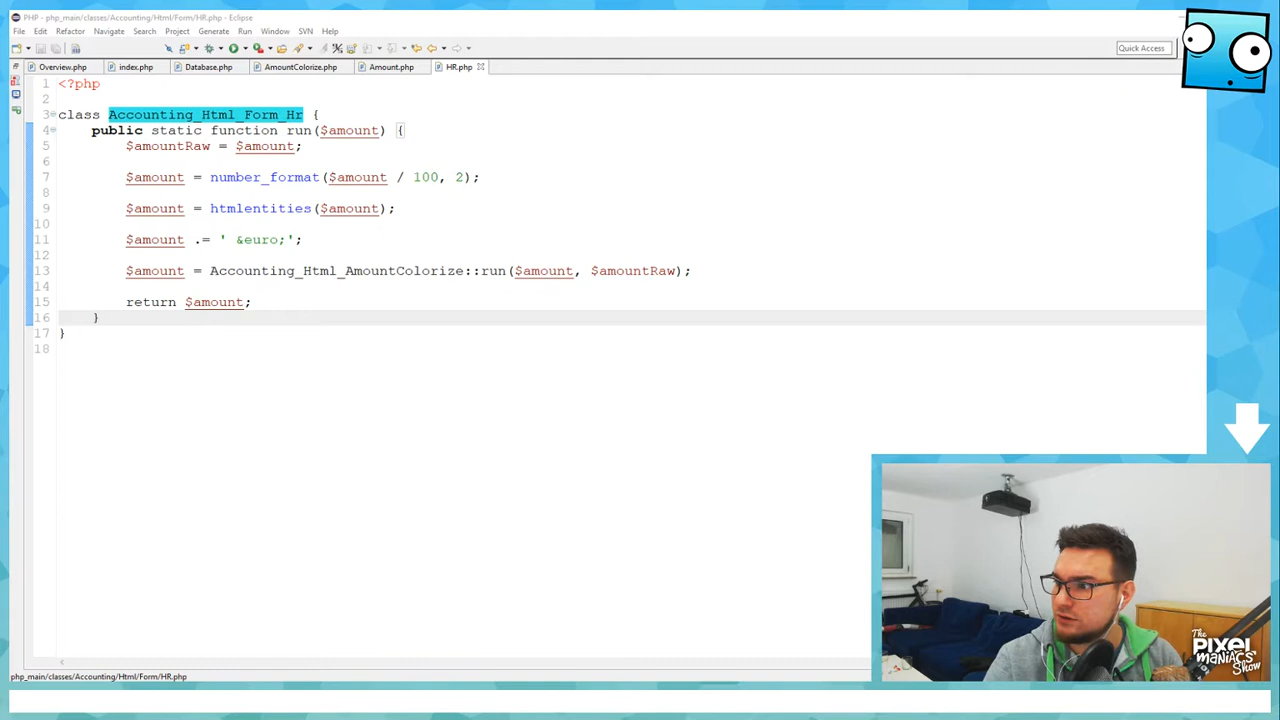 PHP - php_main/classes/Accounting/Html/Form/HR.php - Eclipse
File Edit Refactor Navigate Search Project Generate Run Window SVN Help
Quick Access
Overview.php index.php Database.php AmountColorize.php Amount.php HR.php
1 <?php
2
3 class Accounting_Html_Form_Hr {
4 public static function run($amount) {
5 $amountRaw = $amount;
6
7 $amount = number_format($amount / 100, 2);
8
9 $amount = htmlentities($amount);
10
11 $amount .= ' &euro;';
12
13 $amount = Accounting_Html_AmountColorize::run($amount, $amountRaw);
14
15 return $amount;
16 }
17 }
18
php_main/classes/Accounting/Html/Form/HR.php
The
PIXEL
MANIACS
Show